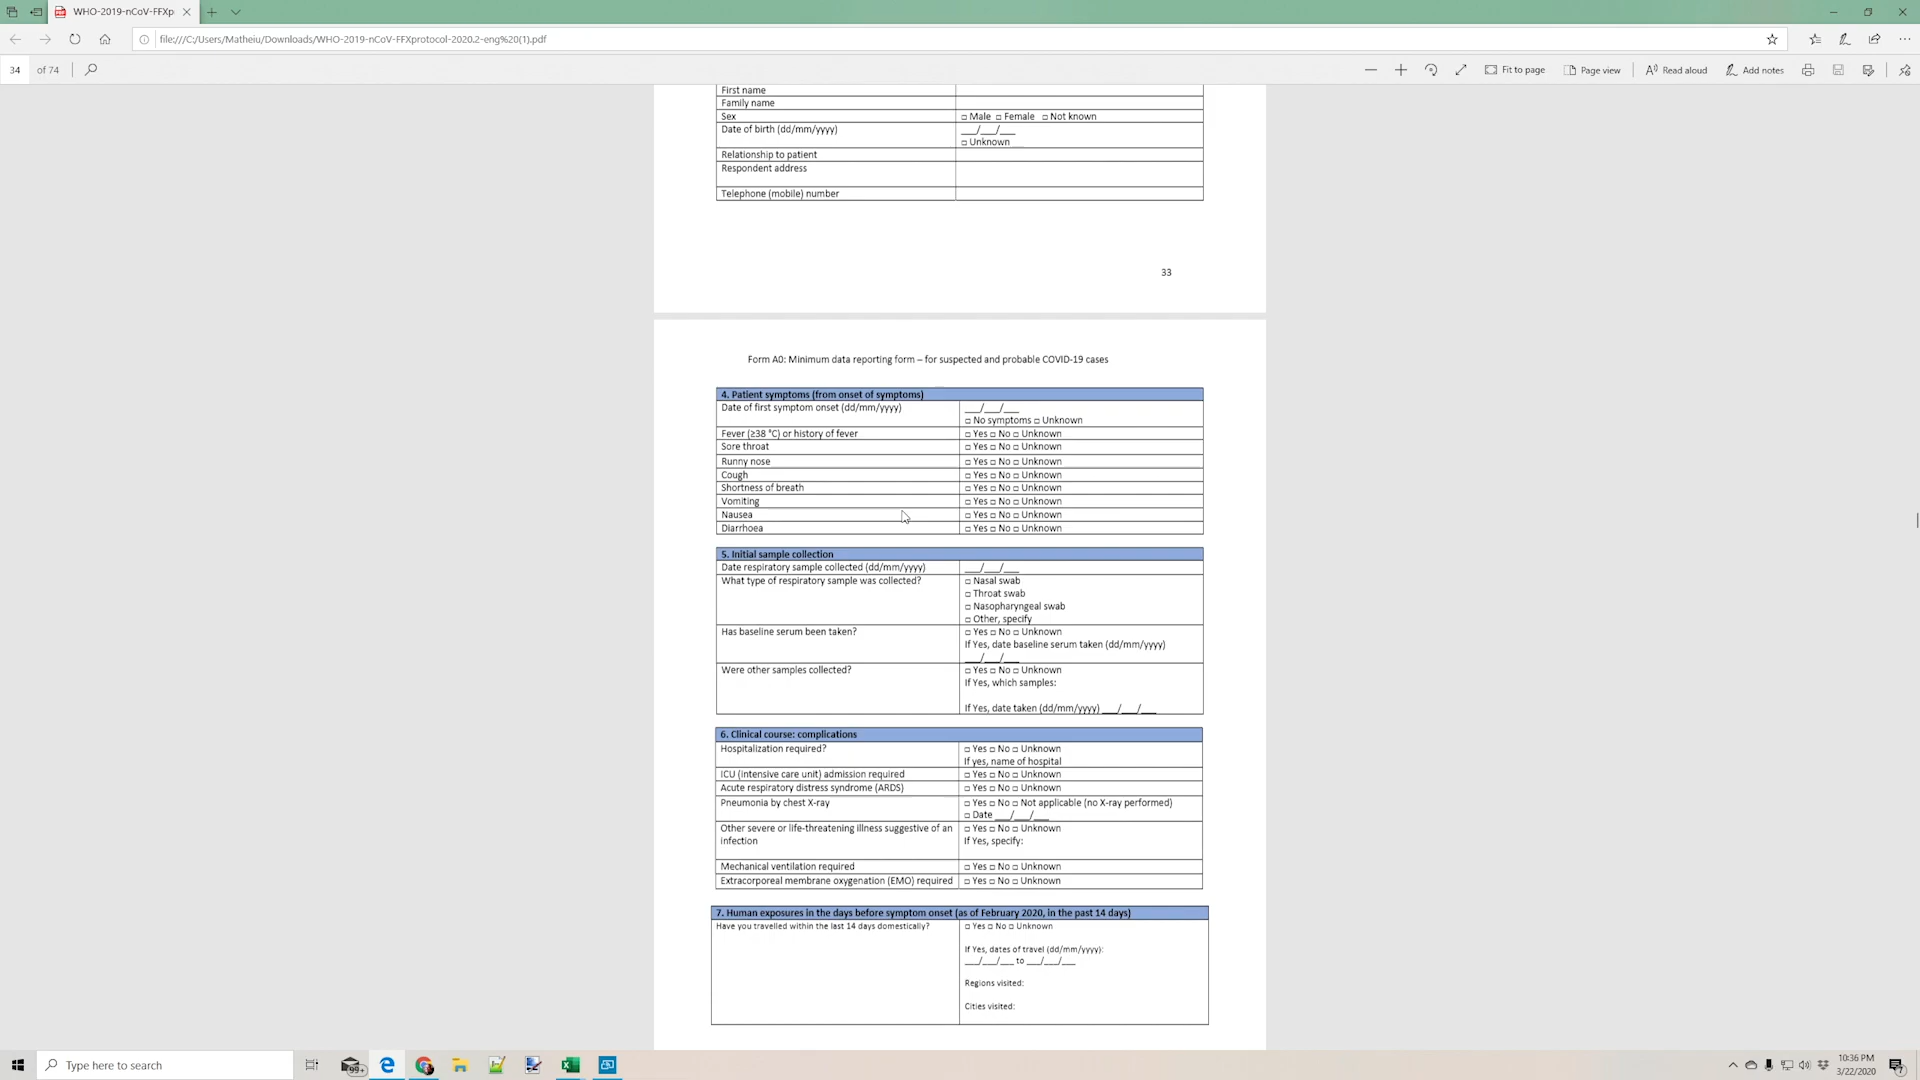 WHO-2019-nCoV-FFXp
file:///C:/Users/Matheiu/Downloads/WHO-2019-nCoV-FFXprotocol-2020.2-eng%20(1).pdf
34 of 74
Fit to page Page view Read aloud Add notes
First name
Family name
Sex □ Male □ Female □ Not known
Date of birth (dd/mm/yyyy) ___/___/___
□ Unknown
Relationship to patient
Respondent address
Telephone (mobile) number
33
Form A0: Minimum data reporting form – for suspected and probable COVID-19 cases
4. Patient symptoms (from onset of symptoms)
Date of first symptom onset (dd/mm/yyyy) ___/___/___
□ No symptoms □ Unknown
Fever (≥38 °C) or history of fever □ Yes □ No □ Unknown
Sore throat □ Yes □ No □ Unknown
Runny nose □ Yes □ No □ Unknown
Cough □ Yes □ No □ Unknown
Shortness of breath □ Yes □ No □ Unknown
Vomiting □ Yes □ No □ Unknown
Nausea □ Yes □ No □ Unknown
Diarrhoea □ Yes □ No □ Unknown
5. Initial sample collection
Date respiratory sample collected (dd/mm/yyyy) ___/___/___
What type of respiratory sample was collected? □ Nasal swab
□ Throat swab
□ Nasopharyngeal swab
□ Other, specify
Has baseline serum been taken? □ Yes □ No □ Unknown
If Yes, date baseline serum taken (dd/mm/yyyy)
___/___/___
Were other samples collected? □ Yes □ No □ Unknown
If Yes, which samples:
If Yes, date taken (dd/mm/yyyy) ___/___/___
6. Clinical course: complications
Hospitalization required? □ Yes □ No □ Unknown
If yes, name of hospital
ICU (intensive care unit) admission required □ Yes □ No □ Unknown
Acute respiratory distress syndrome (ARDS) □ Yes □ No □ Unknown
Pneumonia by chest X-ray □ Yes □ No □ Not applicable (no X-ray performed)
□ Date ___/___/___
Other severe or life-threatening illness suggestive of an □ Yes □ No □ Unknown
infection If Yes, specify:
Mechanical ventilation required □ Yes □ No □ Unknown
Extracorporeal membrane oxygenation (EMO) required □ Yes □ No □ Unknown
7. Human exposures in the days before symptom onset (as of February 2020, in the past 14 days)
Have you travelled within the last 14 days domestically? □ Yes □ No □ Unknown
If Yes, dates of travel (dd/mm/yyyy):
___/___/___ to ___/___/___
Regions visited:
Cities visited:
Type here to search
99+
10:36 PM
3/22/2020